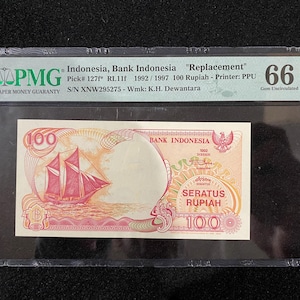 PMG
PAPER MONEY GUARANTY
Indonesia, Bank Indonesia "Replacement"
Pick# 127f* RL11f 1992 / 1997 100 Rupiah - Printer: PPU
S/N XNW295275 - Wmk: K.H. Dewantara
66
Gem Uncirculated
100
BANK INDONESIA
SERATUS
RUPIAH
100